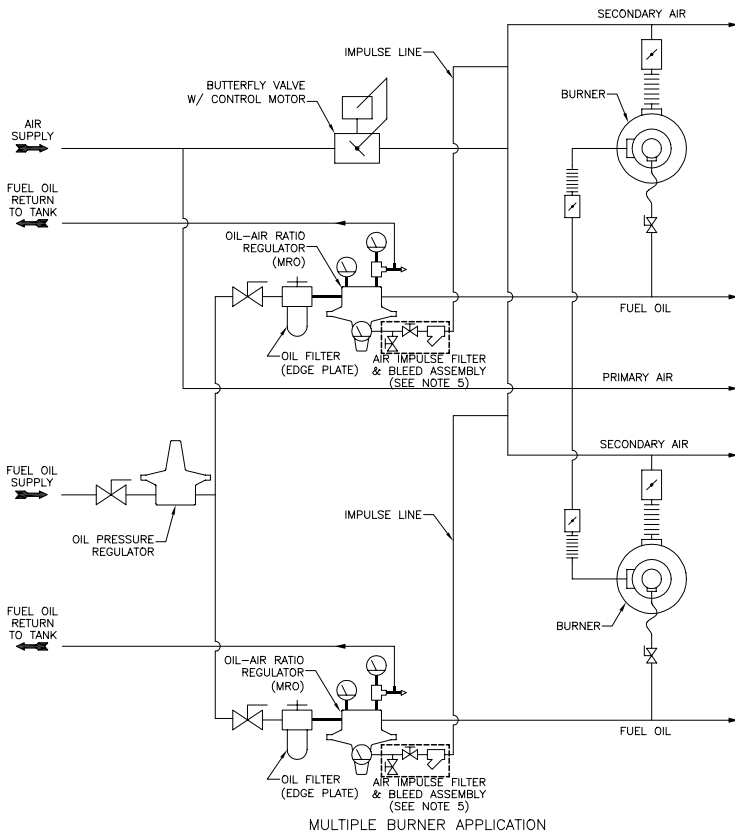 SECONDARY AIR
IMPULSE LINE
BUTTERFLY VALVE
W/ CONTROL MOTOR
BURNER
AIR
SUPPLY
FUEL OIL
RETURN
TO TANK
OIL-AIR RATIO
REGULATOR
(MRO)
FUEL OIL
OIL FILTER
(EDGE PLATE)
AIR IMPULSE FILTER
& BLEED ASSEMBLY
(SEE NOTE 5)
PRIMARY AIR
SECONDARY AIR
FUEL OIL
SUPPLY
IMPULSE LINE
OIL PRESSURE
REGULATOR
FUEL OIL
RETURN
TO TANK
BURNER
OIL-AIR RATIO
REGULATOR
(MRO)
FUEL OIL
OIL FILTER
(EDGE PLATE)
AIR IMPULSE FILTER
& BLEED ASSEMBLY
(SEE NOTE 5)
MULTIPLE BURNER APPLICATION